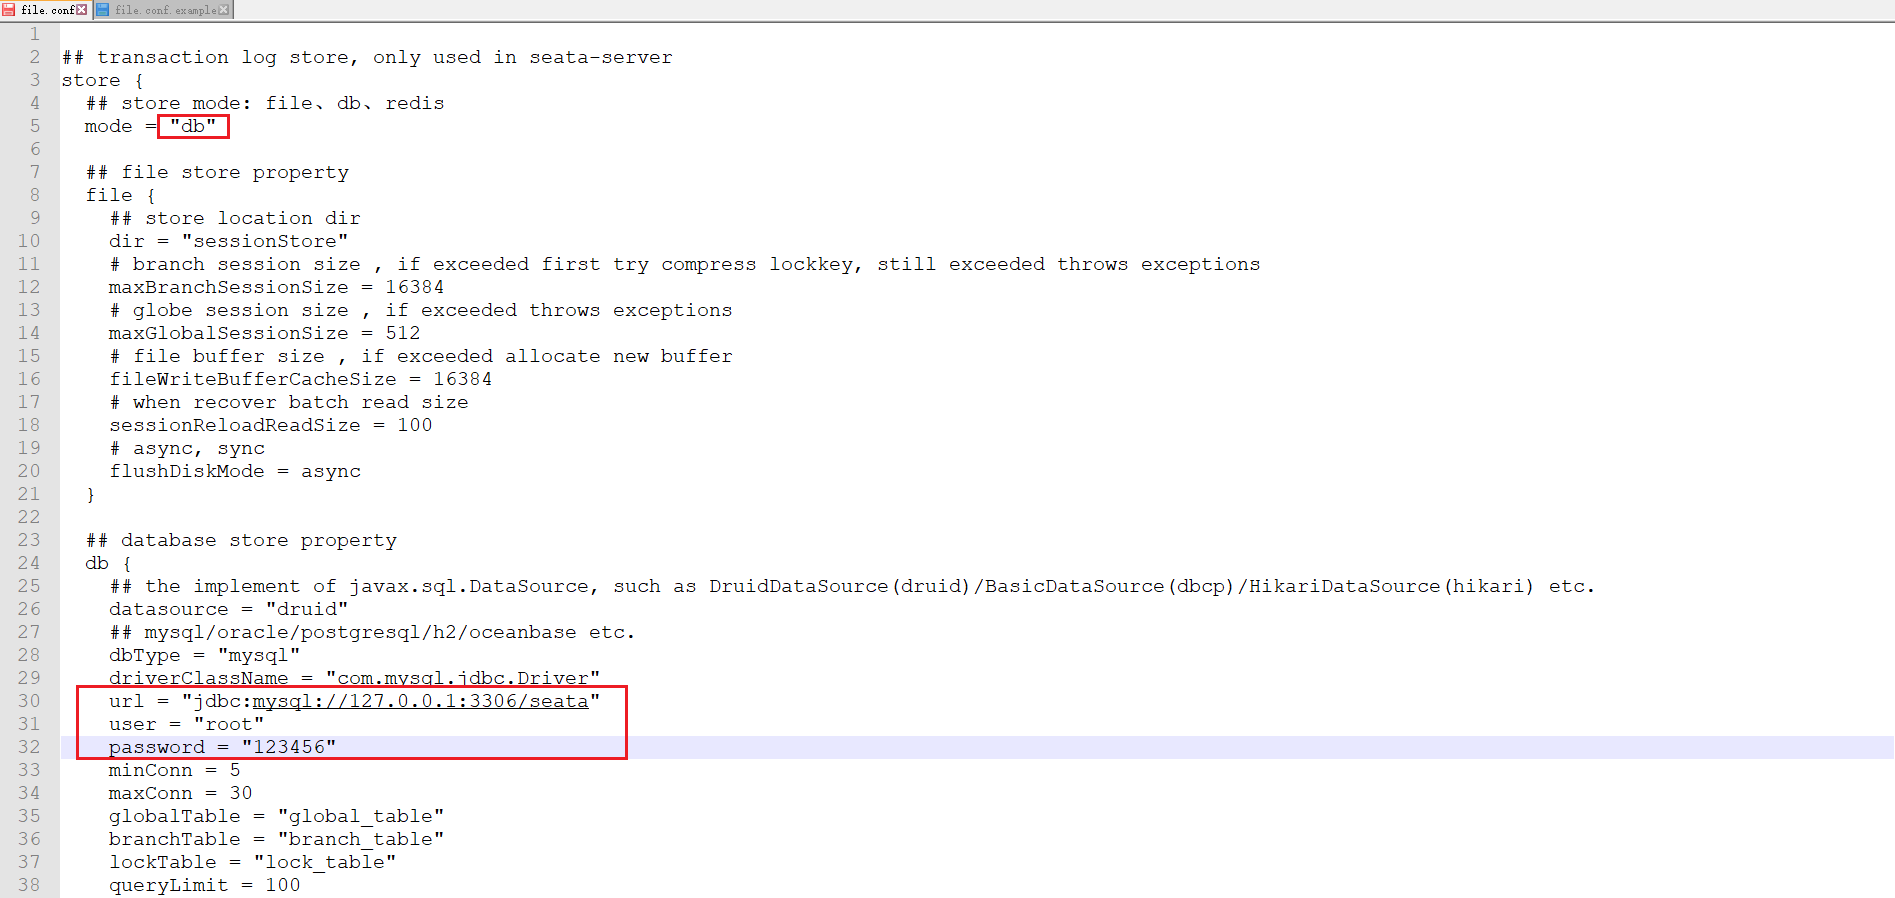 file.conf file.conf.example
1
2 ## transaction log store, only used in seata-server
3 store {
4 ## store mode: file、db、redis
5 mode = "db"
6
7 ## file store property
8 file {
9 ## store location dir
10 dir = "sessionStore"
11 # branch session size , if exceeded first try compress lockkey, still exceeded throws exceptions
12 maxBranchSessionSize = 16384
13 # globe session size , if exceeded throws exceptions
14 maxGlobalSessionSize = 512
15 # file buffer size , if exceeded allocate new buffer
16 fileWriteBufferCacheSize = 16384
17 # when recover batch read size
18 sessionReloadReadSize = 100
19 # async, sync
20 flushDiskMode = async
21 }
22
23 ## database store property
24 db {
25 ## the implement of javax.sql.DataSource, such as DruidDataSource(druid)/BasicDataSource(dbcp)/HikariDataSource(hikari) etc.
26 datasource = "druid"
27 ## mysql/oracle/postgresql/h2/oceanbase etc.
28 dbType = "mysql"
29 driverClassName = "com.mysql.jdbc.Driver"
30 url = "jdbc:mysql://127.0.0.1:3306/seata"
31 user = "root"
32 password = "123456"
33 minConn = 5
34 maxConn = 30
35 globalTable = "global_table"
36 branchTable = "branch_table"
37 lockTable = "lock_table"
38 queryLimit = 100